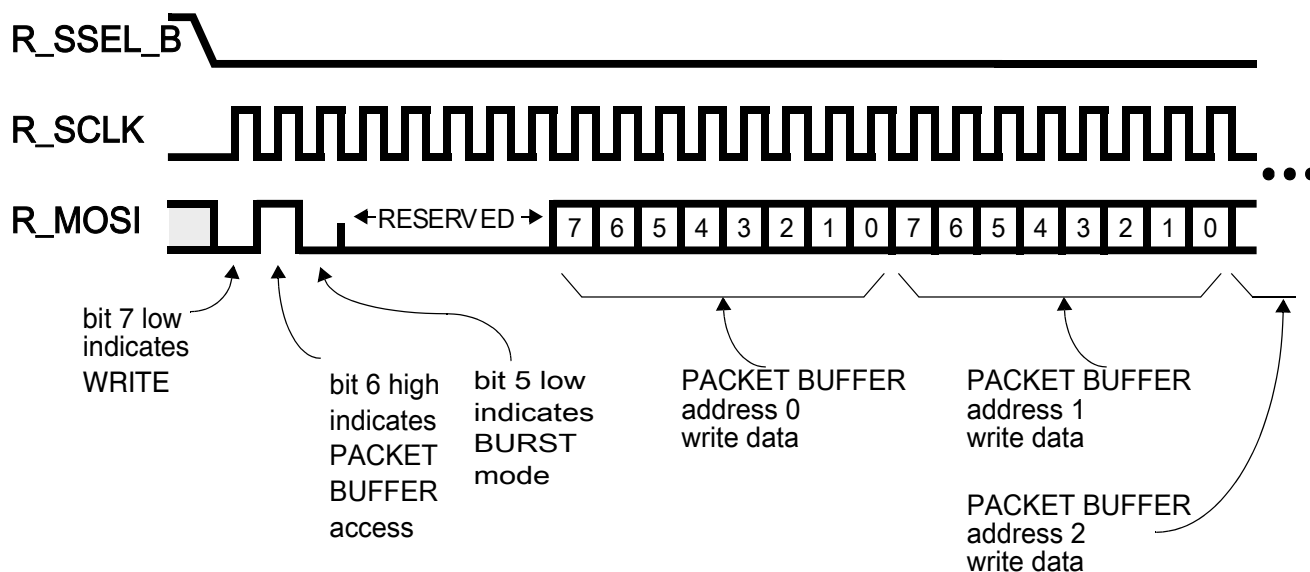 R_SSEL_B
R_SCLK
R_MOSI
RESERVED
7 6 5 4 3 2 1 0 7 6 5 4 3 2 1 0
bit 7 low
indicates
WRITE
bit 6 high
indicates
PACKET
BUFFER
access
bit 5 low
indicates
BURST
mode
PACKET BUFFER
address 0
write data
PACKET BUFFER
address 1
write data
PACKET BUFFER
address 2
write data